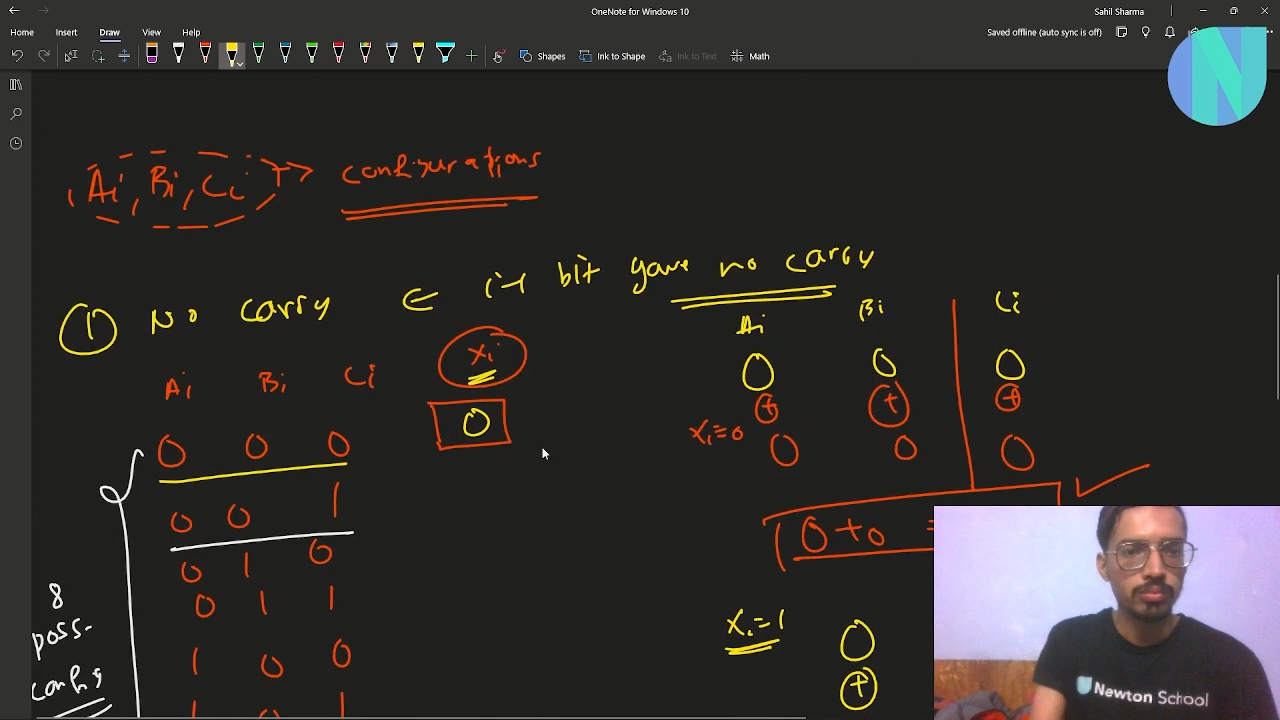 OneNote for Windows 10
Sahil Sharma
Home Insert Draw View Help
Saved offline (auto sync is off)
Shapes Ink to Shape Ink to Text Math
Ai, Bi, Ci → configurations
① No carry ← i-1 bit gave no carry
Ai Bi Ci xi
0 0 0 0
0 0 1
0 1 0
0 1 1
1 0 0
1 0 1
8
poss-
Ai Bi Ci
0 0 0
+ + +
xi=0 0 0 0
0+0 =
xi=1 0
+
Newton School